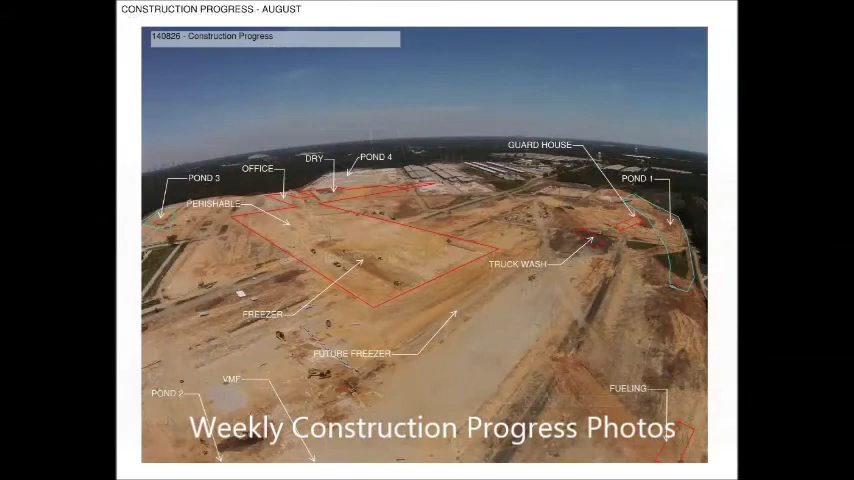 CONSTRUCTION PROGRESS - AUGUST
140826 - Construction Progress
GUARD HOUSE
DRY
POND 4
OFFICE
POND 3
POND 1
PERISHABLE
TRUCK WASH
FREEZER
FUTURE FREEZER
VMF
POND 2
FUELING
Weekly Construction Progress Photos